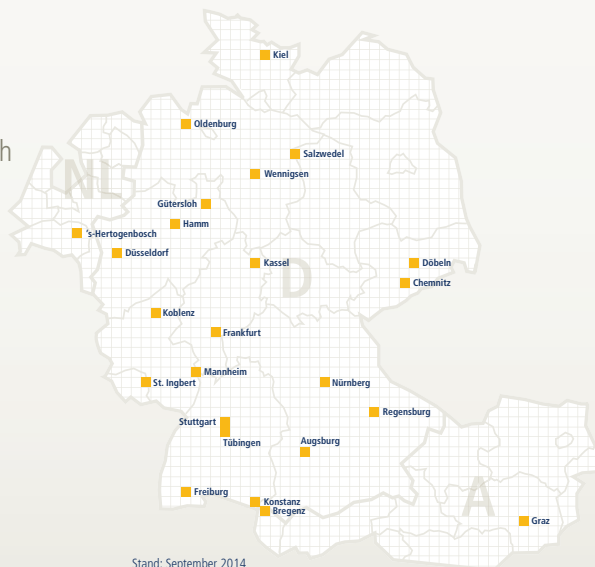 Kiel
Oldenburg
h
Salzwedel
Wennigsen
NL
Gütersloh
Hamm
's-Hertogenbosch
Düsseldorf
Kassel
D
Döbeln
Chemnitz
Koblenz
Frankfurt
Mannheim
St. Ingbert
Nürnberg
Regensburg
Stuttgart
Tübingen
Augsburg
Freiburg
A
Konstanz
Bregenz
Graz
Stand: September 2014